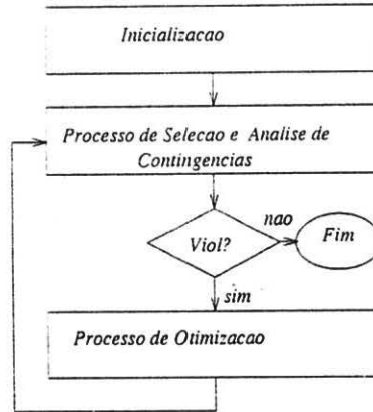 Inicializacao
Processo de Selecao e Analise de
Contingencias
nao
Viol?
Fim
sim
Processo de Otimizacao